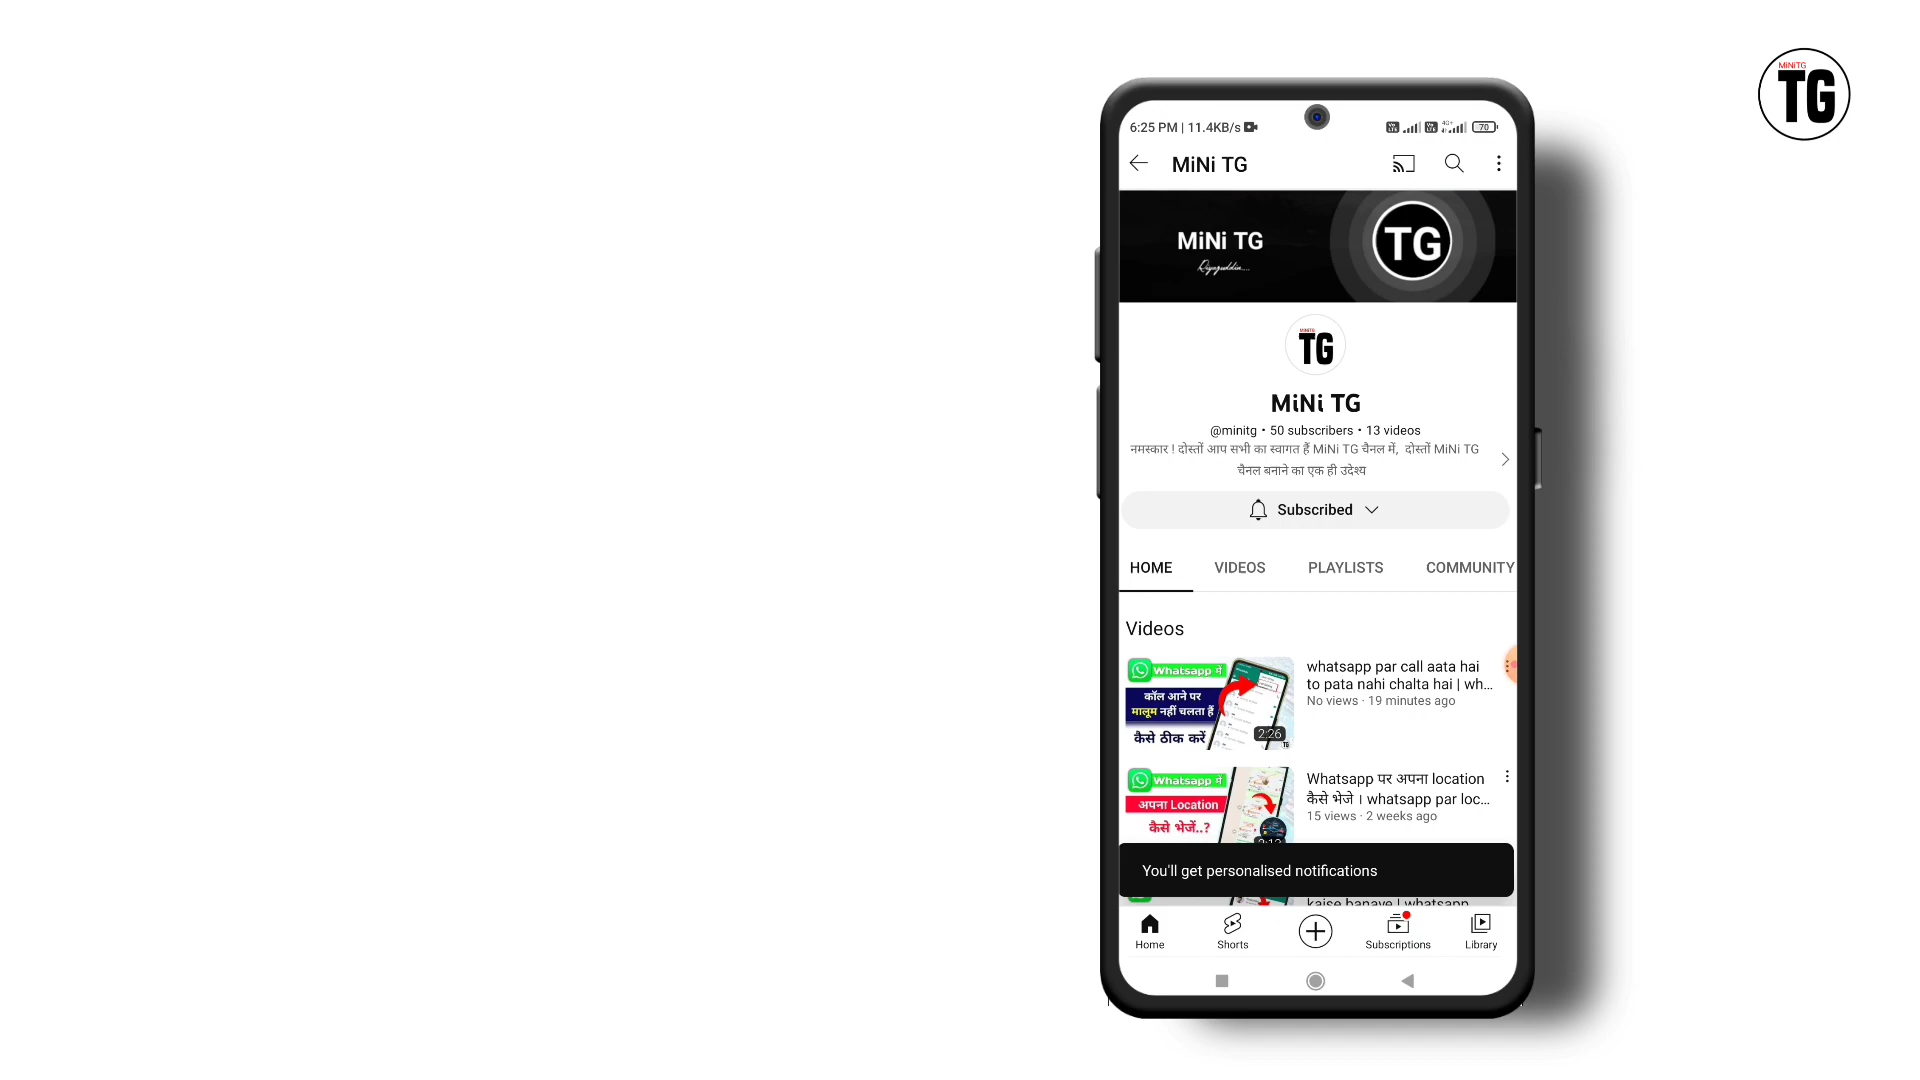 MiNiTG
TG
6:25 PM | 11.4KB/s
70
MiNi TG
MiNi TG
TG
MiNiTG
TG
MiNi TG
@minitg • 50 subscribers • 13 videos
नमस्कार ! दोस्तों आप सभी का स्वागत हैं MiNi TG चैनल में, दोस्तों MiNi TG
चैनल बनाने का एक ही उदेश्य
Subscribed
HOME VIDEOS PLAYLISTS COMMUNITY
Videos
Whatsapp में
कॉल आने पर
मालूम नहीं चलता हैं
कैसे ठीक करें
2:26
TG
whatsapp par call aata hai
to pata nahi chalta hai | wh...
No views · 19 minutes ago
Whatsapp में
अपना Location
कैसे भेजें..?
Whatsapp पर अपना location
कैसे भेजे । whatsapp par loc...
15 views · 2 weeks ago
You'll get personalised notifications
kaise banaye | whatsapp
Home Shorts Subscriptions Library